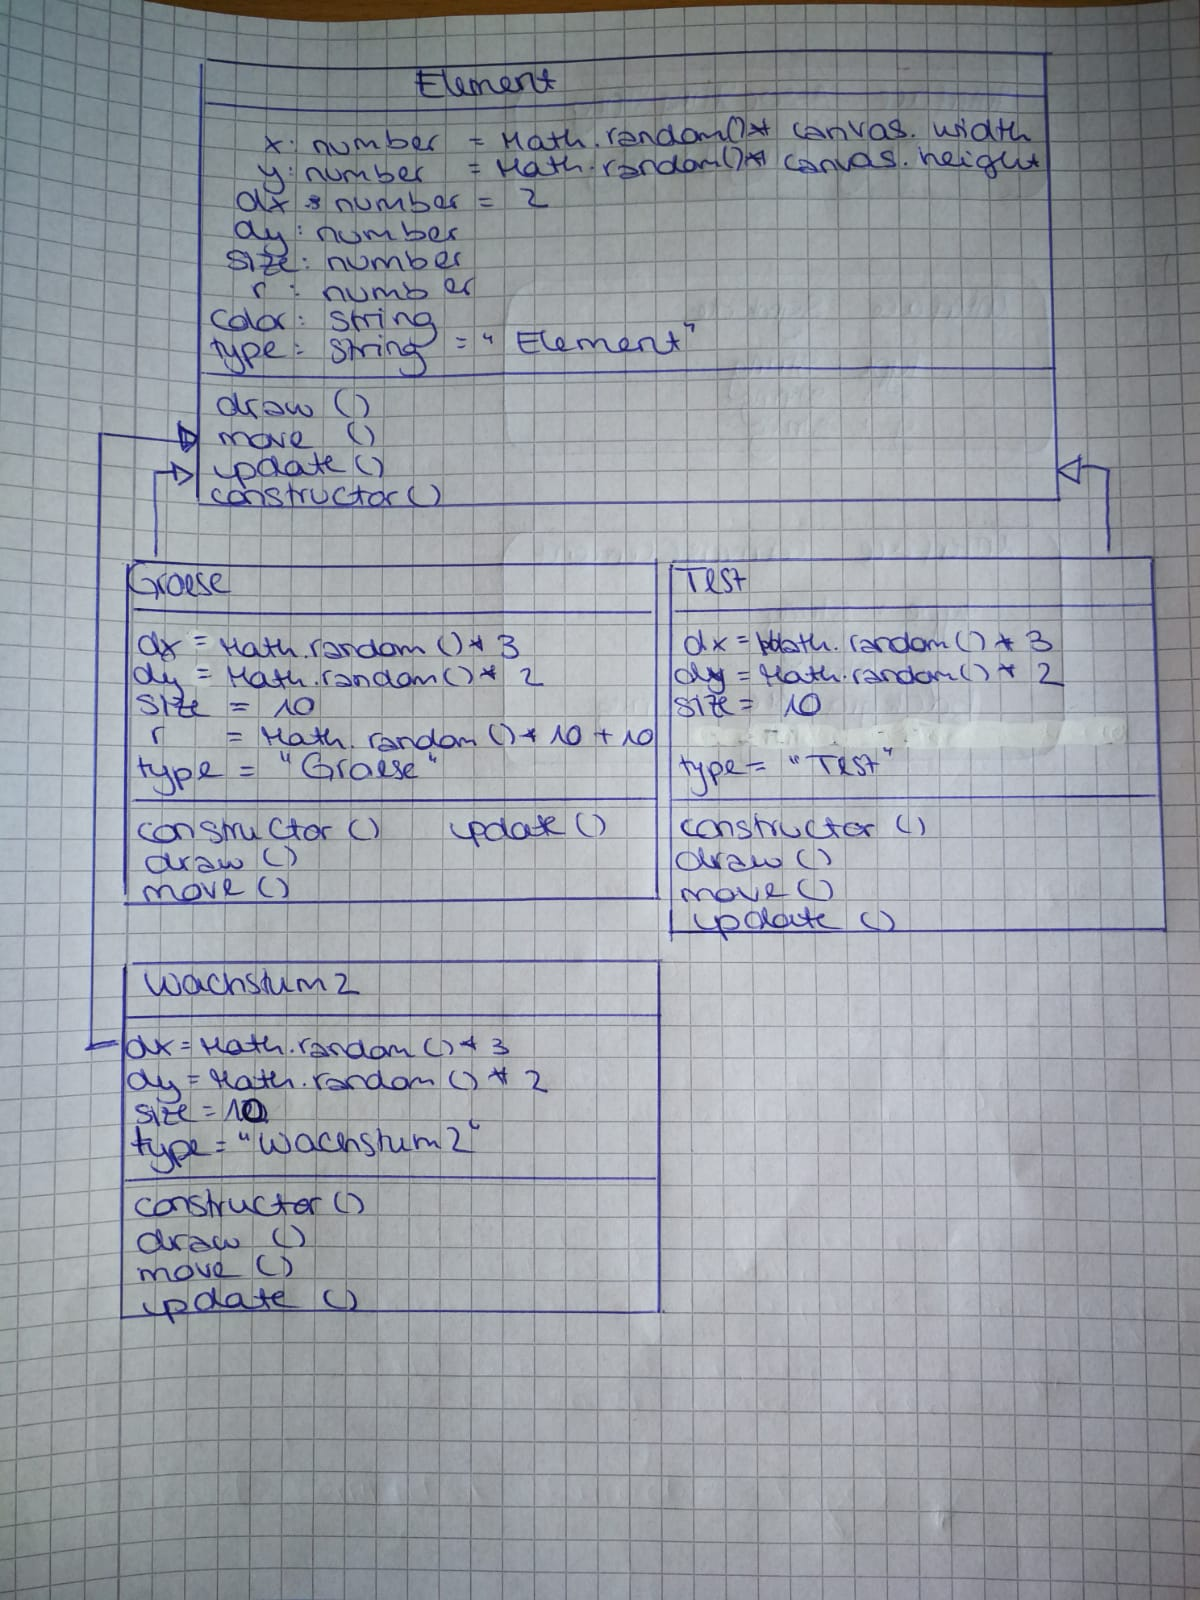 Element
x: number = Math.random()* canvas.width
y: number = Math.random()* canvas.height
dx: number = 2
dy: number
size: number
r : number
color: string
type: string = "Element"
draw ()
move ()
update ()
constructor ()
Graese
dx = Math.random () * 3
dy = Math.random () * 2
size = 10
r = Math.random () * 10 + 10
type = "Graese"
constructor () update ()
draw ()
move ()
Test
dx = Math.random () * 3
dy = Math.random () * 2
size = 10
type = "Test"
constructor ()
draw ()
move ()
update ()
Wachstum2
dx = Math.random () * 3
dy = Math.random () * 2
size = 10
type = "Wachstum2"
constructor ()
draw ()
move ()
update ()